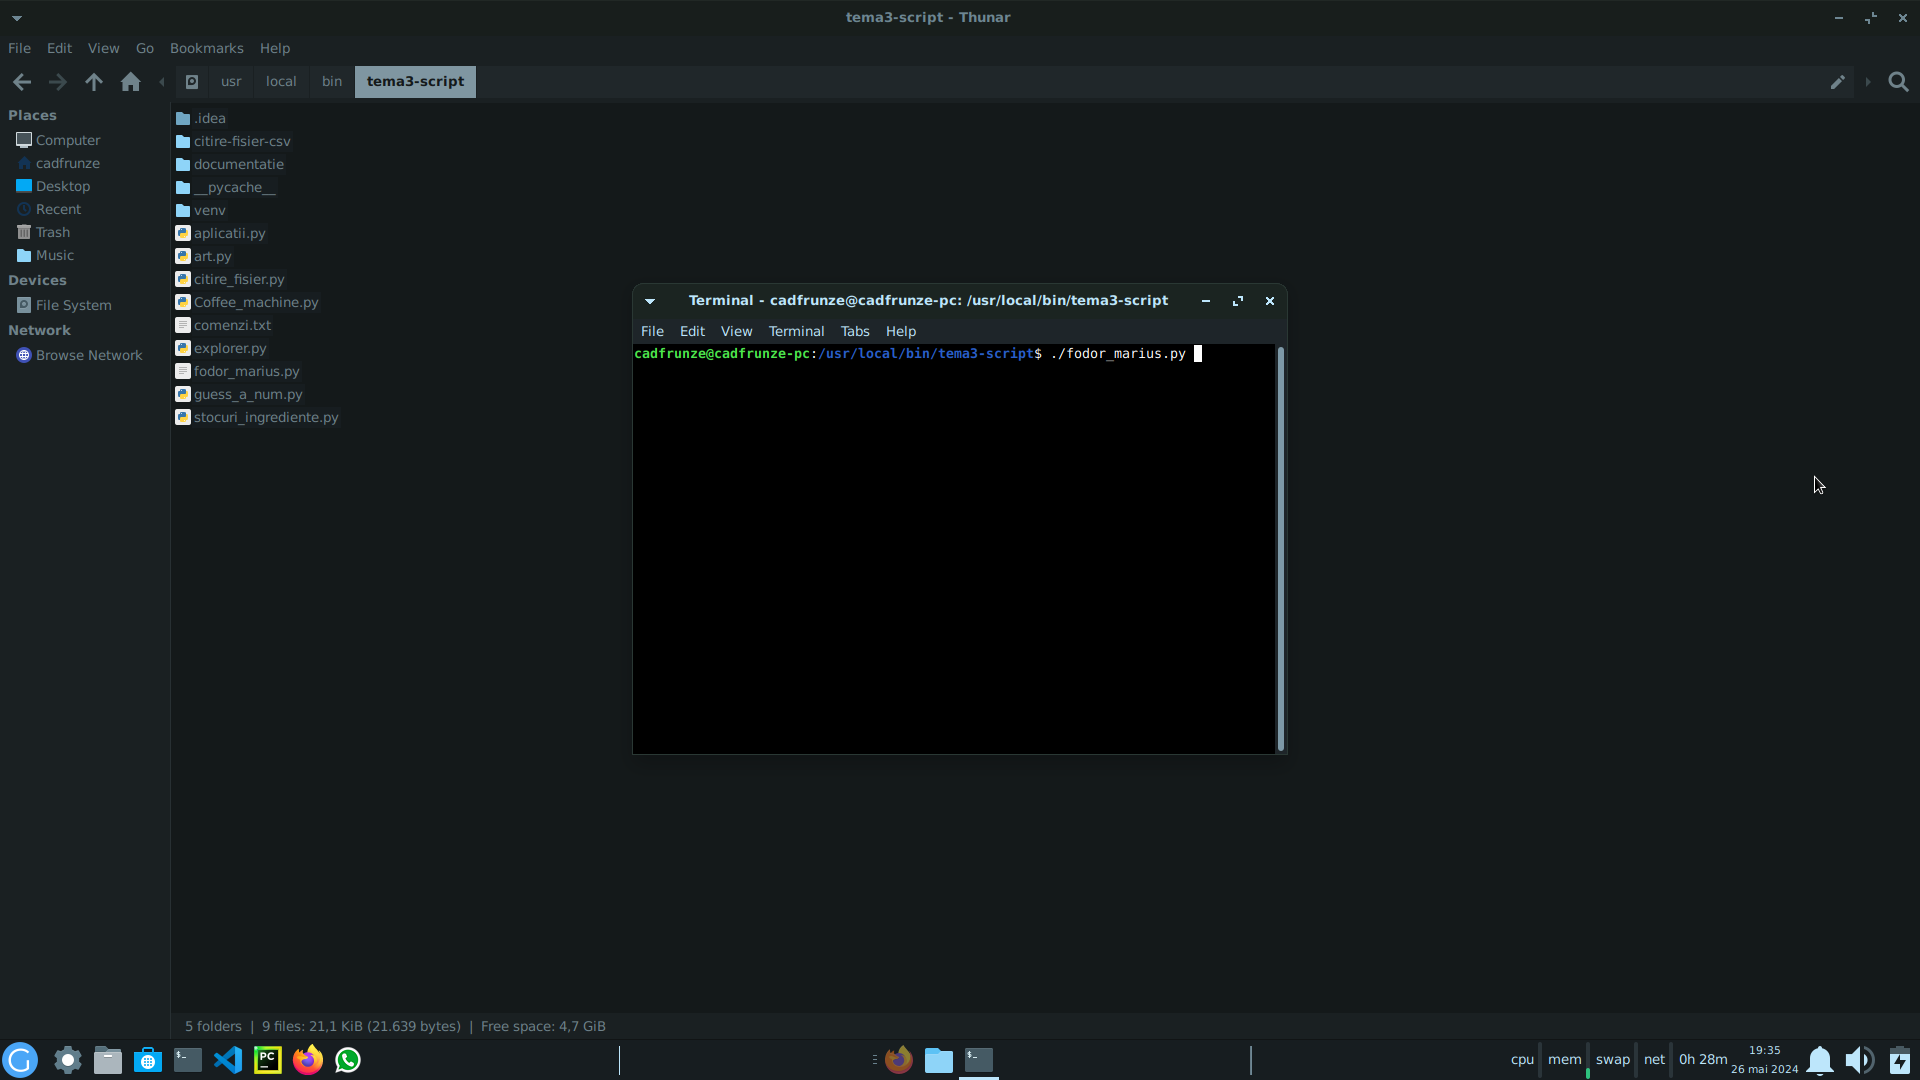 tema3-script - Thunar
File Edit View Go Bookmarks Help
usr local bin tema3-script
Places
Computer
cadfrunze
Desktop
Recent
Trash
Music
Devices
File System
Network
Browse Network
.idea
citire-fisier-csv
documentatie
__pycache__
venv
aplicatii.py
art.py
citire_fisier.py
Coffee_machine.py
comenzi.txt
explorer.py
fodor_marius.py
guess_a_num.py
stocuri_ingrediente.py
Terminal - cadfrunze@cadfrunze-pc: /usr/local/bin/tema3-script
File Edit View Terminal Tabs Help
cadfrunze@cadfrunze-pc:/usr/local/bin/tema3-script$ ./fodor_marius.py
5 folders | 9 files: 21,1 KiB (21.639 bytes) | Free space: 4,7 GiB
G
$-
PC
$-
cpu mem swap net 0h 28m
19:35
26 mai 2024